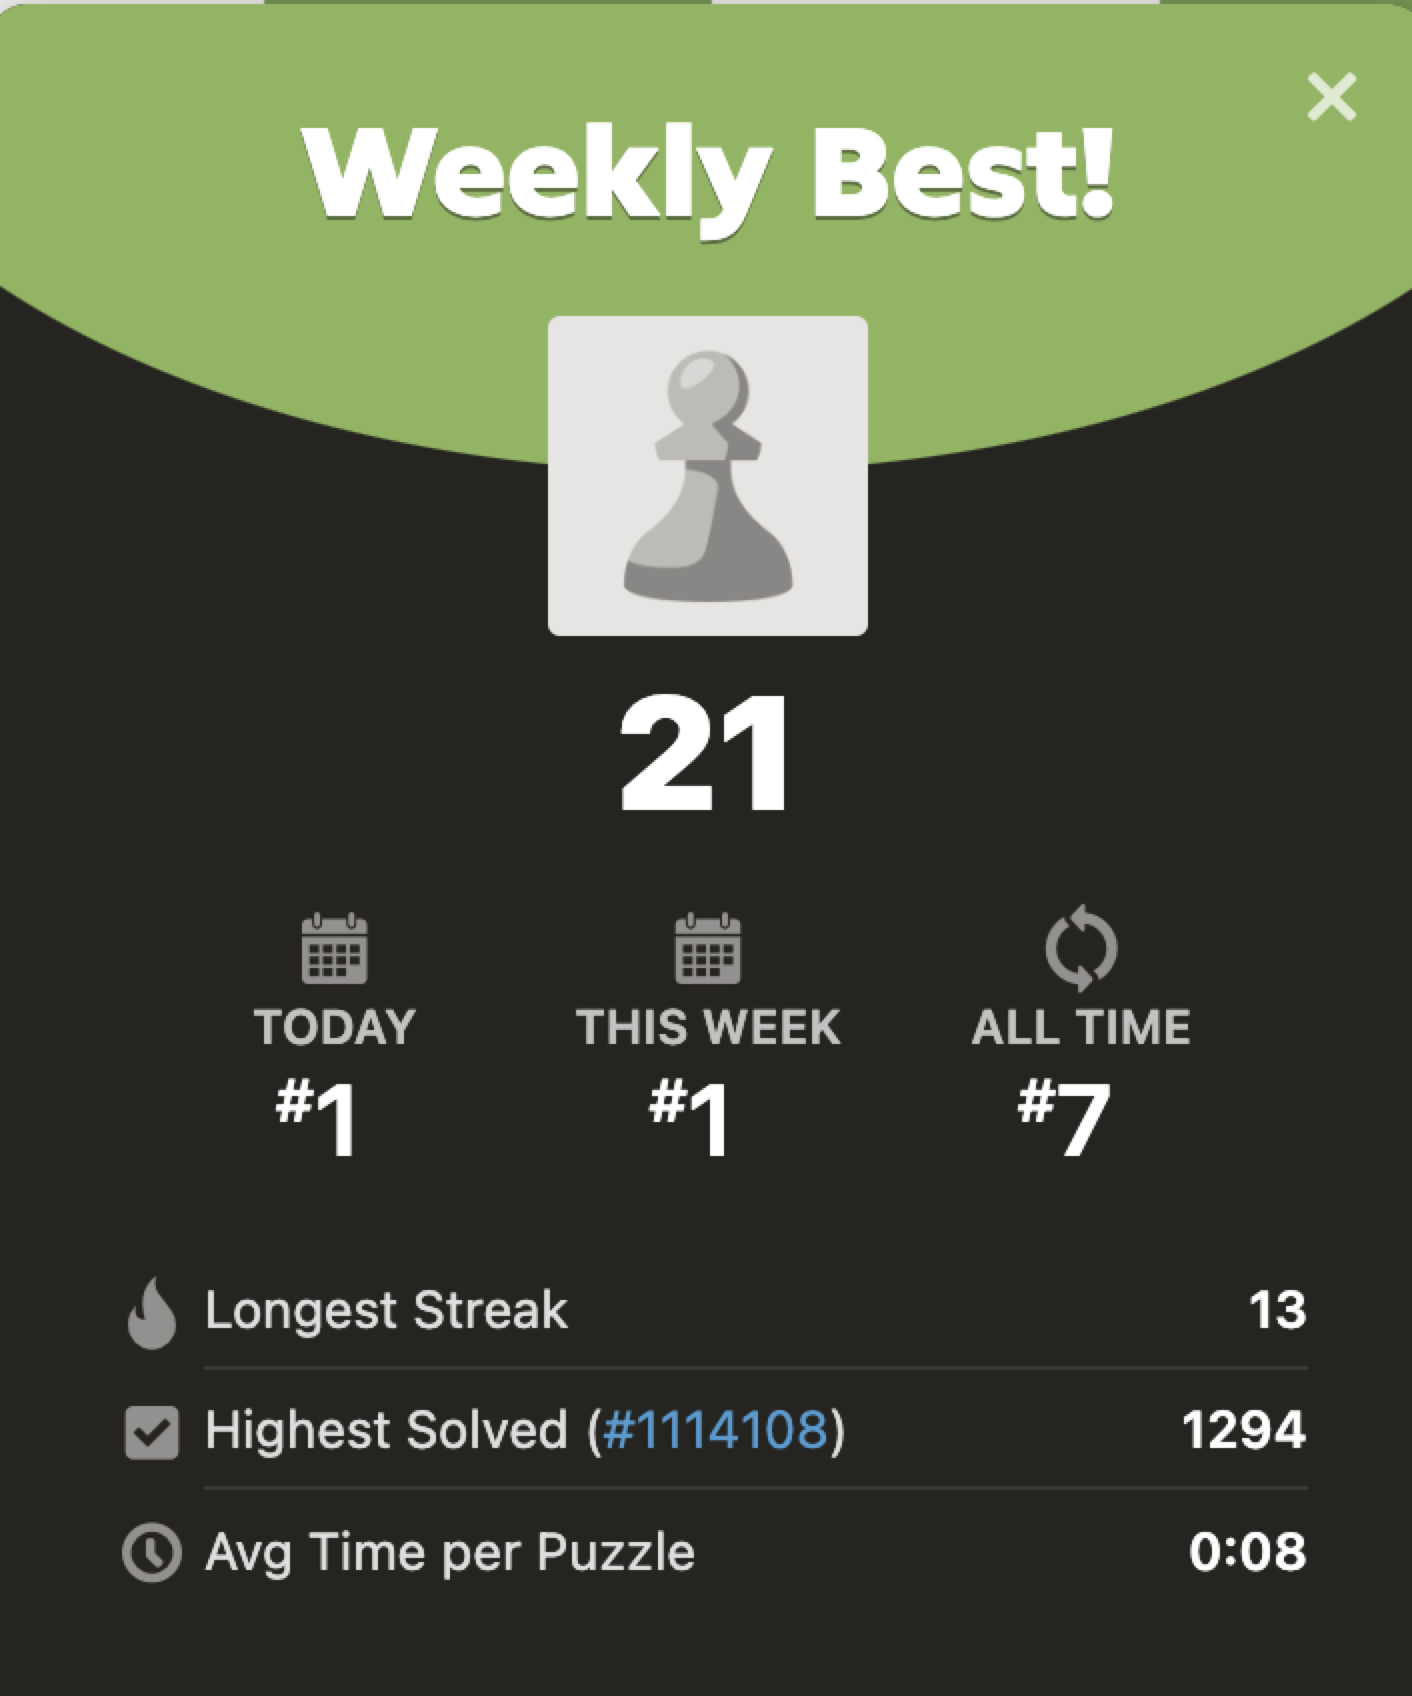 Weekly Best!
21
TODAY
THIS WEEK
ALL TIME
#1
#1
#7
Longest Streak 13
Highest Solved (#1114108) 1294
Avg Time per Puzzle 0:08